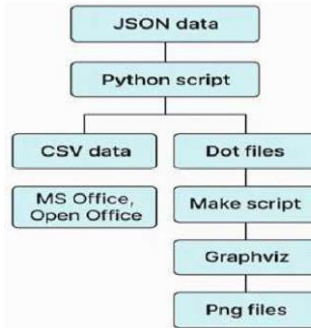 JSON data
Python script
CSV data
Dot files
MS Office,
Open Office
Make script
Graphviz
Png files